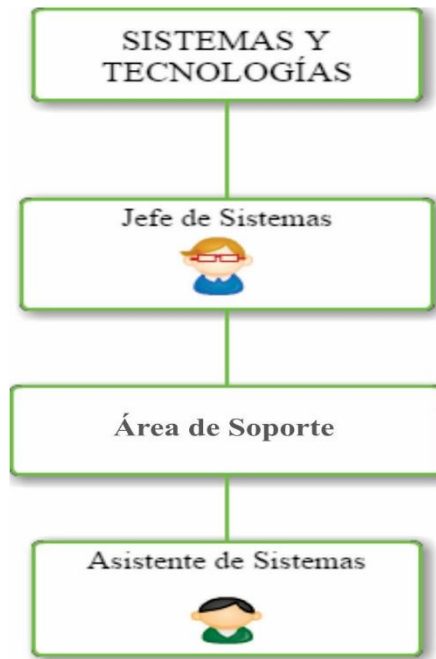 SISTEMAS Y
TECNOLOGÍAS
Jefe de Sistemas
Área de Soporte
Asistente de Sistemas